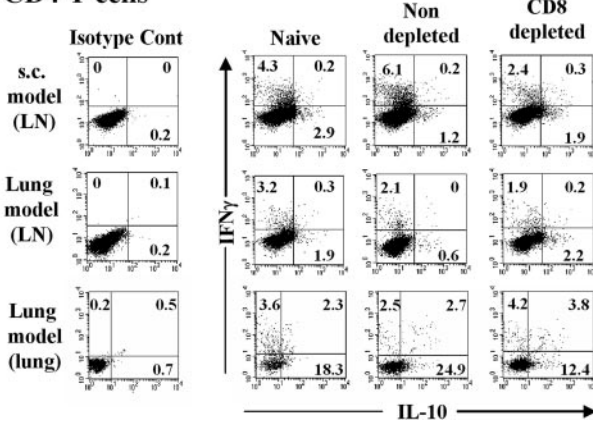 CD4 T cells
Isotype Cont
Naive
Non
depleted
CD8
depleted
s.c.
model
(LN)
0 0
0.2
4.3 0.2
2.9
6.1 0.2
1.2
2.4 0.3
1.9
Lung
model
(LN)
0 0.1
0.2
3.2 0.3
1.9
2.1 0
0.6
1.9 0.2
2.2
Lung
model
(lung)
0.2 0.5
0.7
3.6 2.3
18.3
2.5 2.7
24.9
4.2 3.8
12.4
IFNγ
IL-10